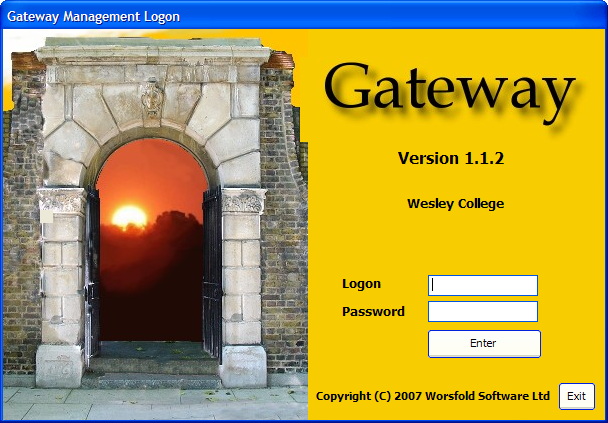 Gateway Management Logon
Gateway
Version 1.1.2
Wesley College
Logon
Password
Enter
Copyright (C) 2007 Worsfold Software Ltd
Exit